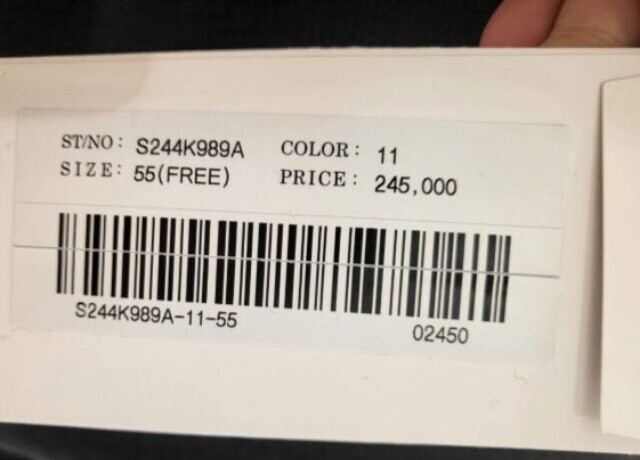 ST/NO : S244K989A COLOR : 11
SIZE : 55(FREE) PRICE : 245,000
S244K989A-11-55 02450